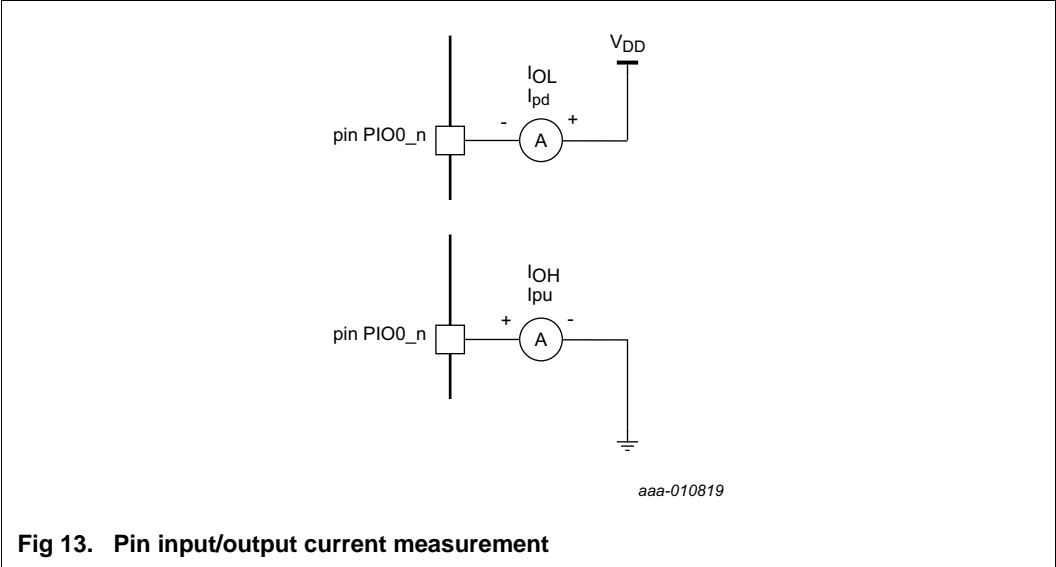 VDD
IOL
Ipd
- +
A
pin PIO0_n
IOH
Ipu
+ -
A
pin PIO0_n
aaa-010819
Fig 13. Pin input/output current measurement